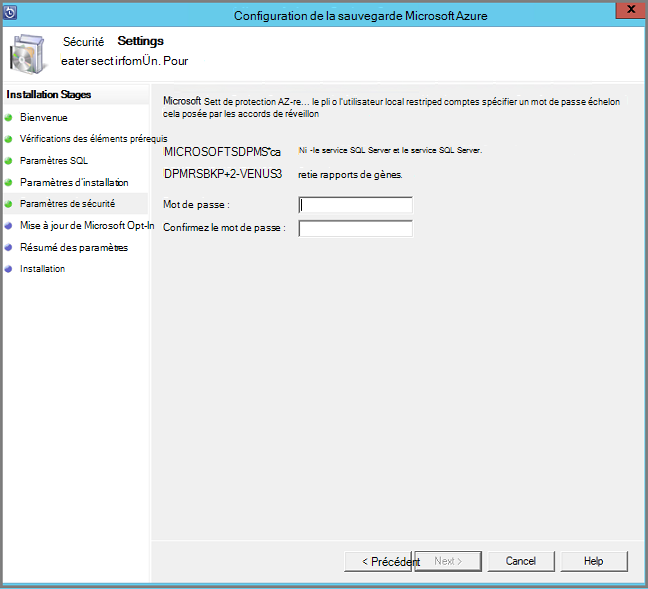 Configuration de la sauvegarde Microsoft Azure
x
Sécurité Settings
eater sect irfomÜn. Pour
Installation Stages
Bienvenue
Vérifications des éléments prérequis
Paramètres SQL
Paramètres d'installation
Paramètres de sécurité
Mise à jour de Microsoft Opt-In
Résumé des paramètres
Installation
Microsoft Sett de protection AZ-re... le pli o l'utilisateur local restriped comptes spécifier un mot de passe échelon
cela posée par les accords de réveillon
MICROSOFTSDPMS*ca Ni -le service SQL Server et le service SQL Server.
DPMRSBKP+2-VENUS3 retie rapports de gènes.
Mot de passe :
Confirmez le mot de passe :
< Précédent Next > Cancel Help